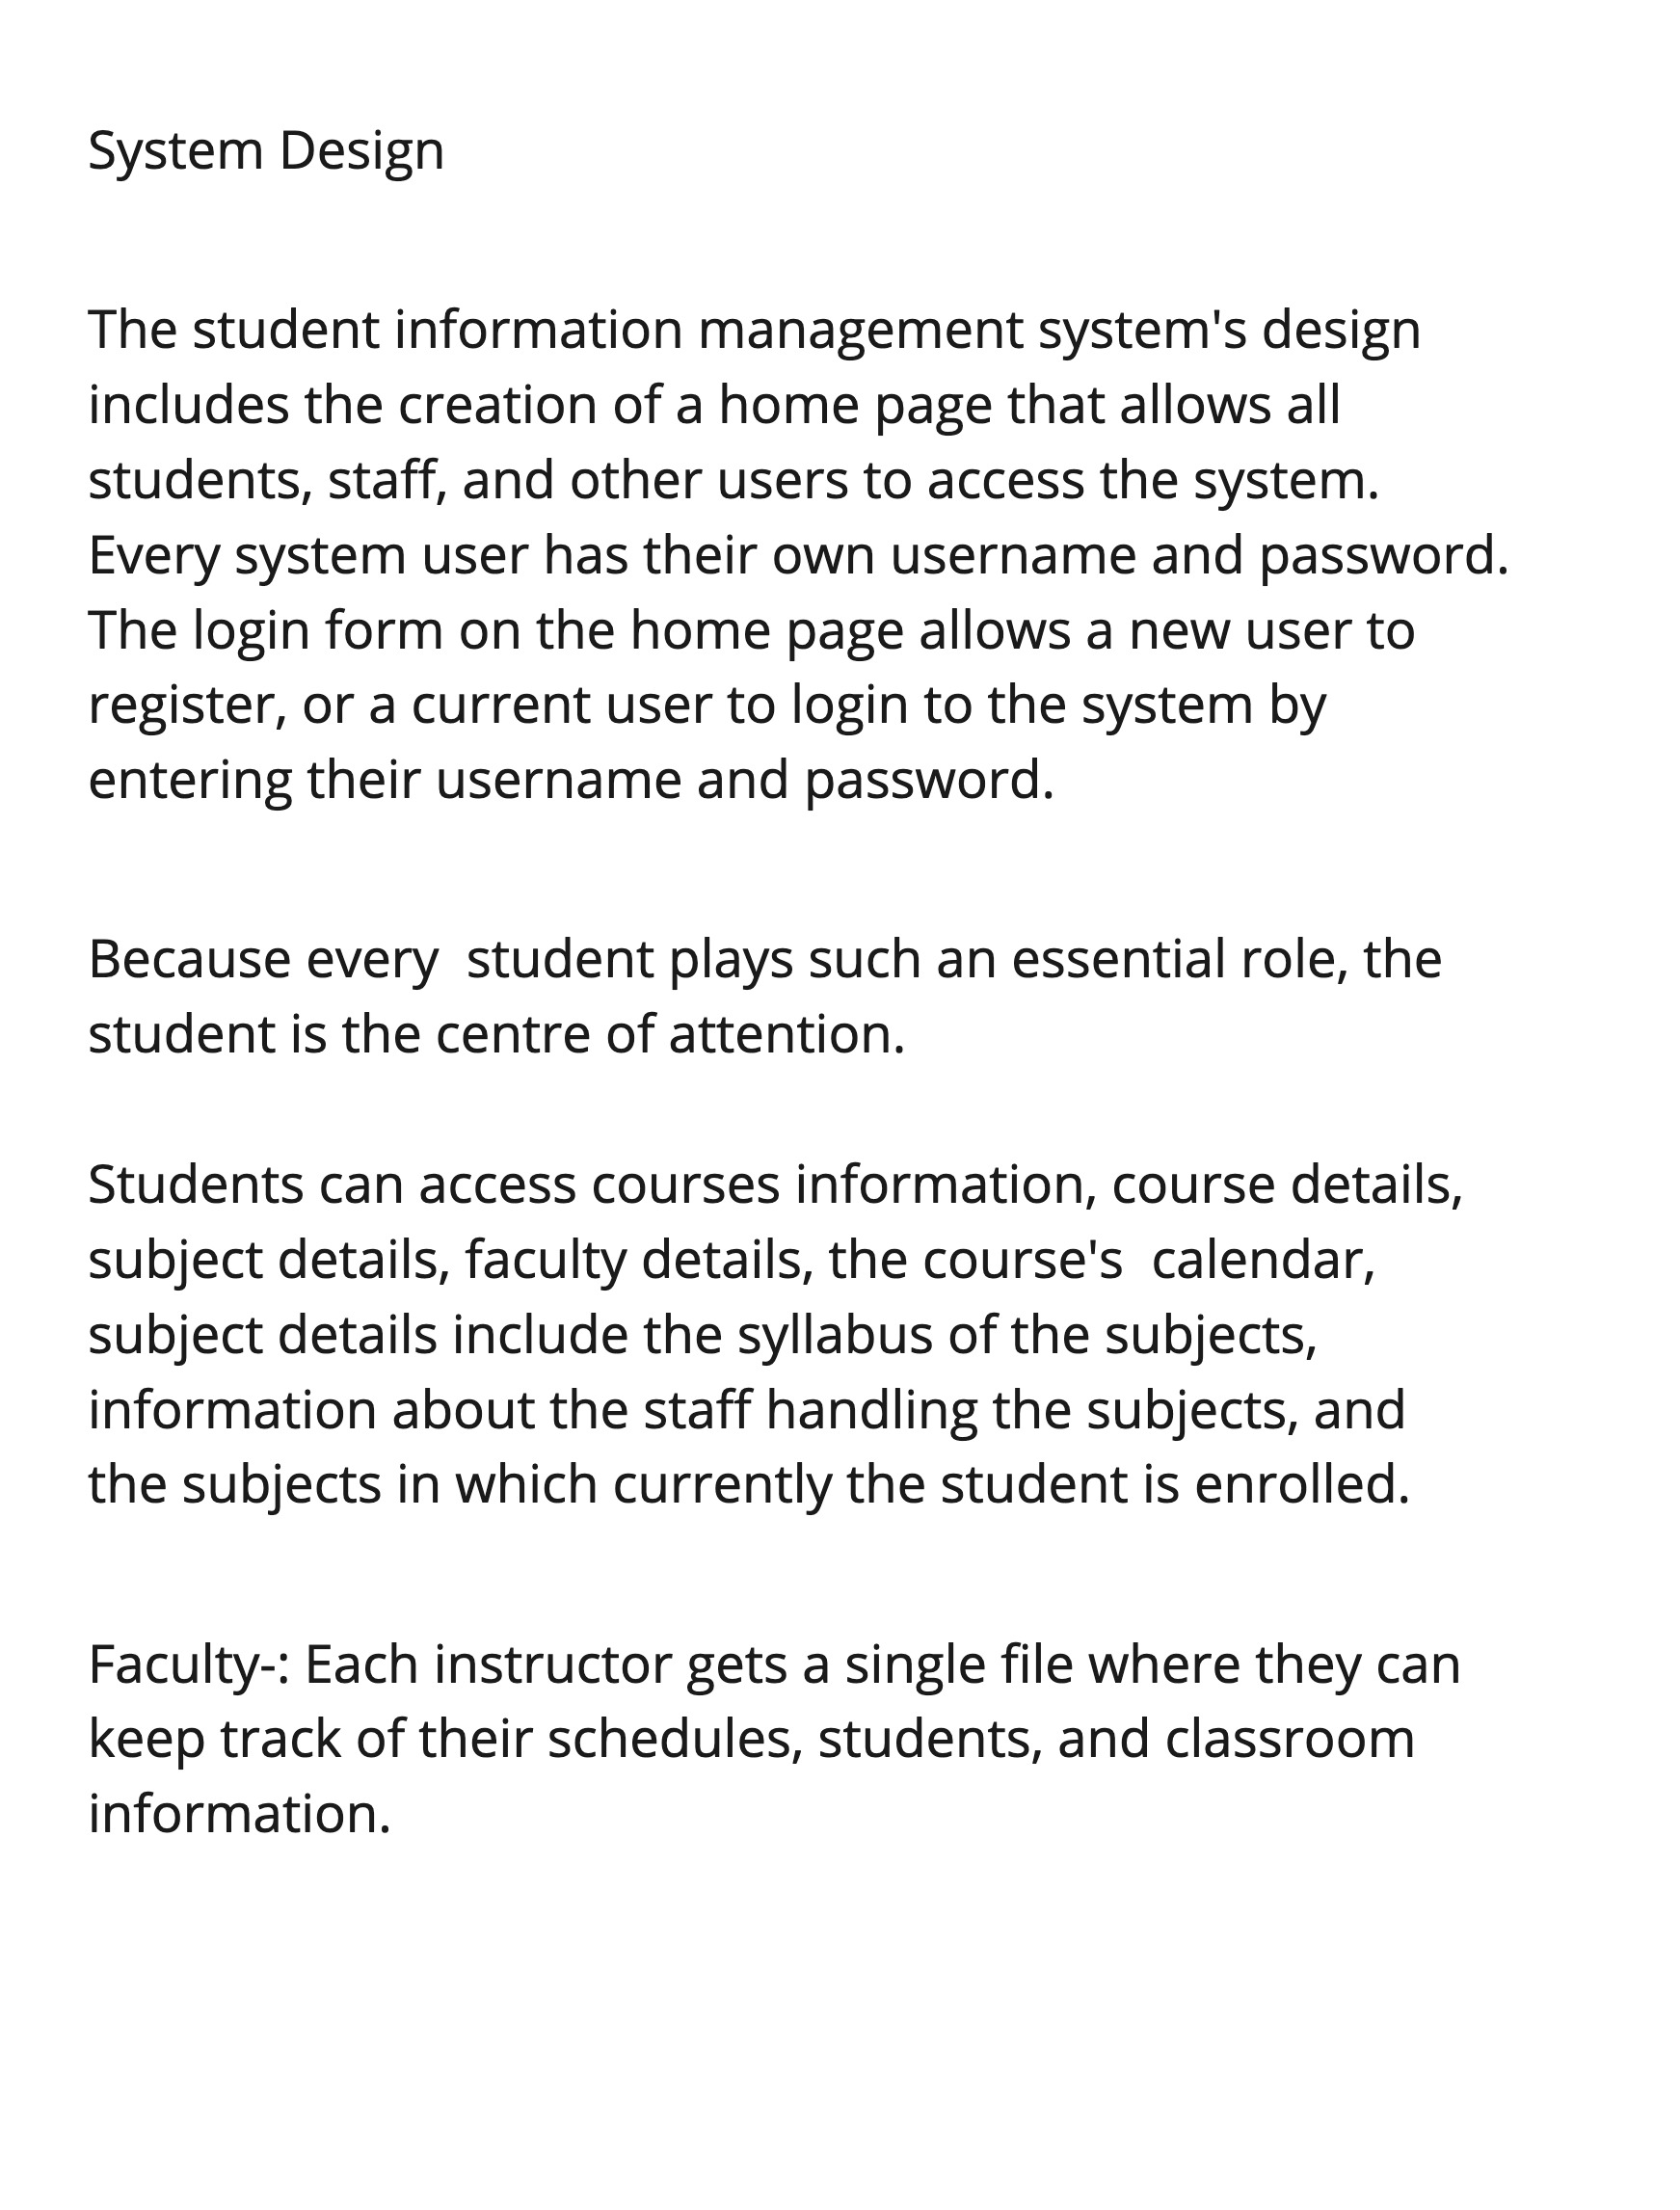 System Design
The student information management system's design
includes the creation of a home page that allows all
students, staff, and other users to access the system.
Every system user has their own username and password.
The login form on the home page allows a new user to
register, or a current user to login to the system by
entering their username and password.
Because every  student plays such an essential role, the
student is the centre of attention.
Students can access courses information, course details,
subject details, faculty details, the course's  calendar,
subject details include the syllabus of the subjects,
information about the staff handling the subjects, and
the subjects in which currently the student is enrolled.
Faculty-: Each instructor gets a single file where they can
keep track of their schedules, students, and classroom
information.